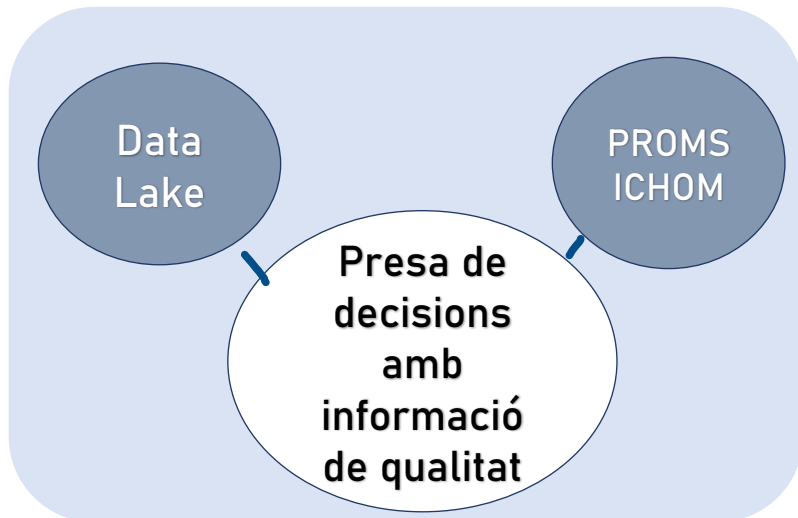 Data
Lake
PROMS
ICHOM
Presa de
decisions
amb
informació
de qualitat